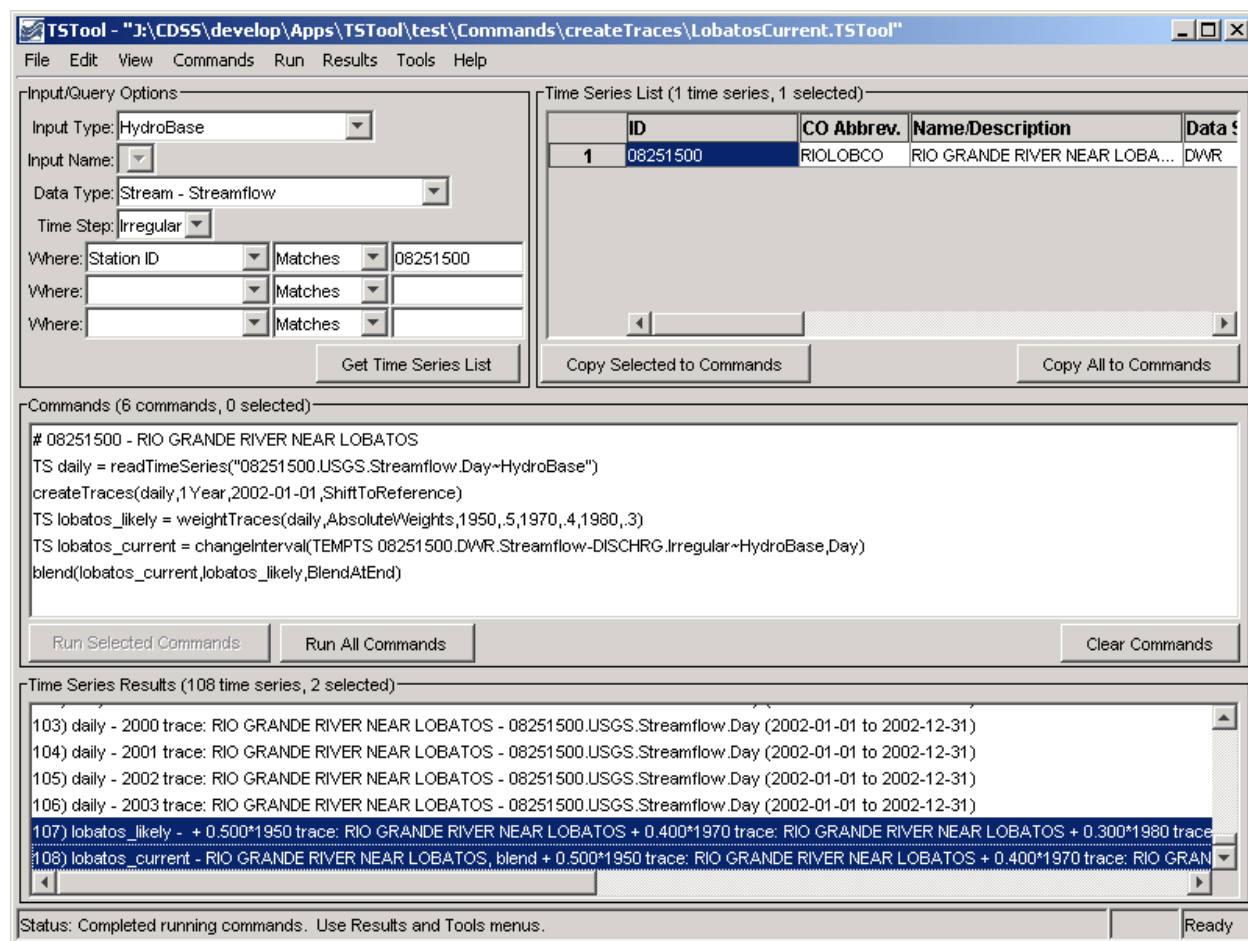 TSTool - "J:\CDSS\develop\Apps\TSTool\test\Commands\createTraces\LobatosCurrent.TSTool"
File Edit View Commands Run Results Tools Help
Input/Query Options
Input Type: HydroBase
Input Name:
Data Type: Stream - Streamflow
Time Step: Irregular
Where: Station ID Matches 08251500
Where: Matches
Where: Matches
Get Time Series List
Time Series List (1 time series, 1 selected)
ID CO Abbrev. Name/Description Data S
1 08251500 RIOLOBCO RIO GRANDE RIVER NEAR LOBA... DWR
Copy Selected to Commands Copy All to Commands
Commands (6 commands, 0 selected)
# 08251500 - RIO GRANDE RIVER NEAR LOBATOS
TS daily = readTimeSeries("08251500.USGS.Streamflow.Day~HydroBase")
createTraces(daily,1Year,2002-01-01,ShiftToReference)
TS lobatos_likely = weightTraces(daily,AbsoluteWeights,1950,.5,1970,.4,1980,.3)
TS lobatos_current = changeInterval(TEMPTS 08251500.DWR.Streamflow-DISCHRG.Irregular~HydroBase,Day)
blend(lobatos_current,lobatos_likely,BlendAtEnd)
Run Selected Commands Run All Commands Clear Commands
Time Series Results (108 time series, 2 selected)
103) daily - 2000 trace: RIO GRANDE RIVER NEAR LOBATOS - 08251500.USGS.Streamflow.Day (2002-01-01 to 2002-12-31)
104) daily - 2001 trace: RIO GRANDE RIVER NEAR LOBATOS - 08251500.USGS.Streamflow.Day (2002-01-01 to 2002-12-31)
105) daily - 2002 trace: RIO GRANDE RIVER NEAR LOBATOS - 08251500.USGS.Streamflow.Day (2002-01-01 to 2002-12-31)
106) daily - 2003 trace: RIO GRANDE RIVER NEAR LOBATOS - 08251500.USGS.Streamflow.Day (2002-01-01 to 2002-12-31)
107) lobatos_likely - + 0.500*1950 trace: RIO GRANDE RIVER NEAR LOBATOS + 0.400*1970 trace: RIO GRANDE RIVER NEAR LOBATOS + 0.300*1980 trace
108) lobatos_current - RIO GRANDE RIVER NEAR LOBATOS, blend + 0.500*1950 trace: RIO GRANDE RIVER NEAR LOBATOS + 0.400*1970 trace: RIO GRAN
Status: Completed running commands. Use Results and Tools menus. Ready